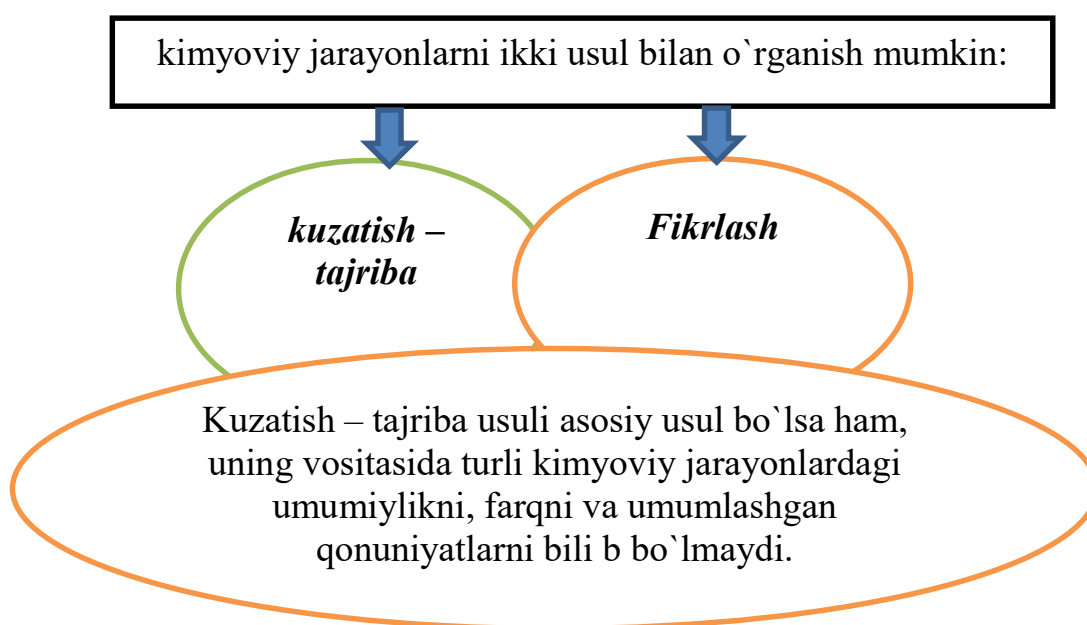 kimyoviy jarayonlarni ikki usul bilan o`rganish mumkin:
kuzatish –
tajriba
Fikrlash
Kuzatish – tajriba usuli asosiy usul bo`lsa ham,
uning vositasida turli kimyoviy jarayonlardagi
umumiylikni, farqni va umumlashgan
qonuniyatlarni bili b bo`lmaydi.